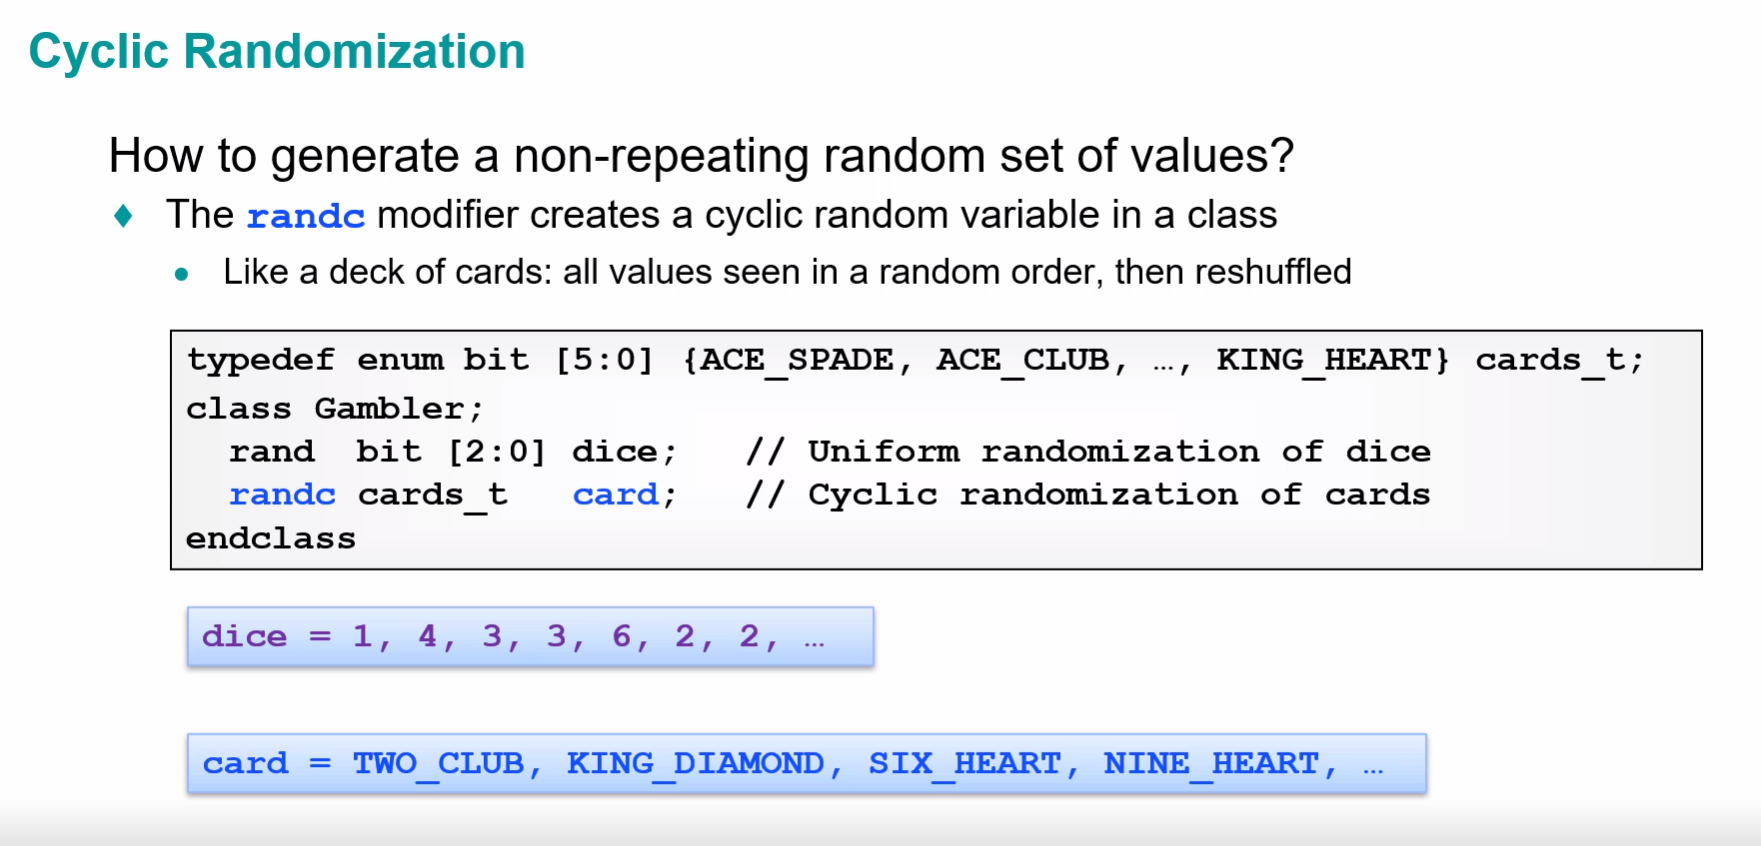 Cyclic Randomization
How to generate a non-repeating random set of values?
♦ The randc modifier creates a cyclic random variable in a class
• Like a deck of cards: all values seen in a random order, then reshuffled
typedef enum bit [5:0] {ACE_SPADE, ACE_CLUB, …, KING_HEART} cards_t;
class Gambler;
  rand  bit [2:0] dice;   // Uniform randomization of dice
  randc cards_t   card;   // Cyclic randomization of cards
endclass
dice = 1, 4, 3, 3, 6, 2, 2, …
card = TWO_CLUB, KING_DIAMOND, SIX_HEART, NINE_HEART, …